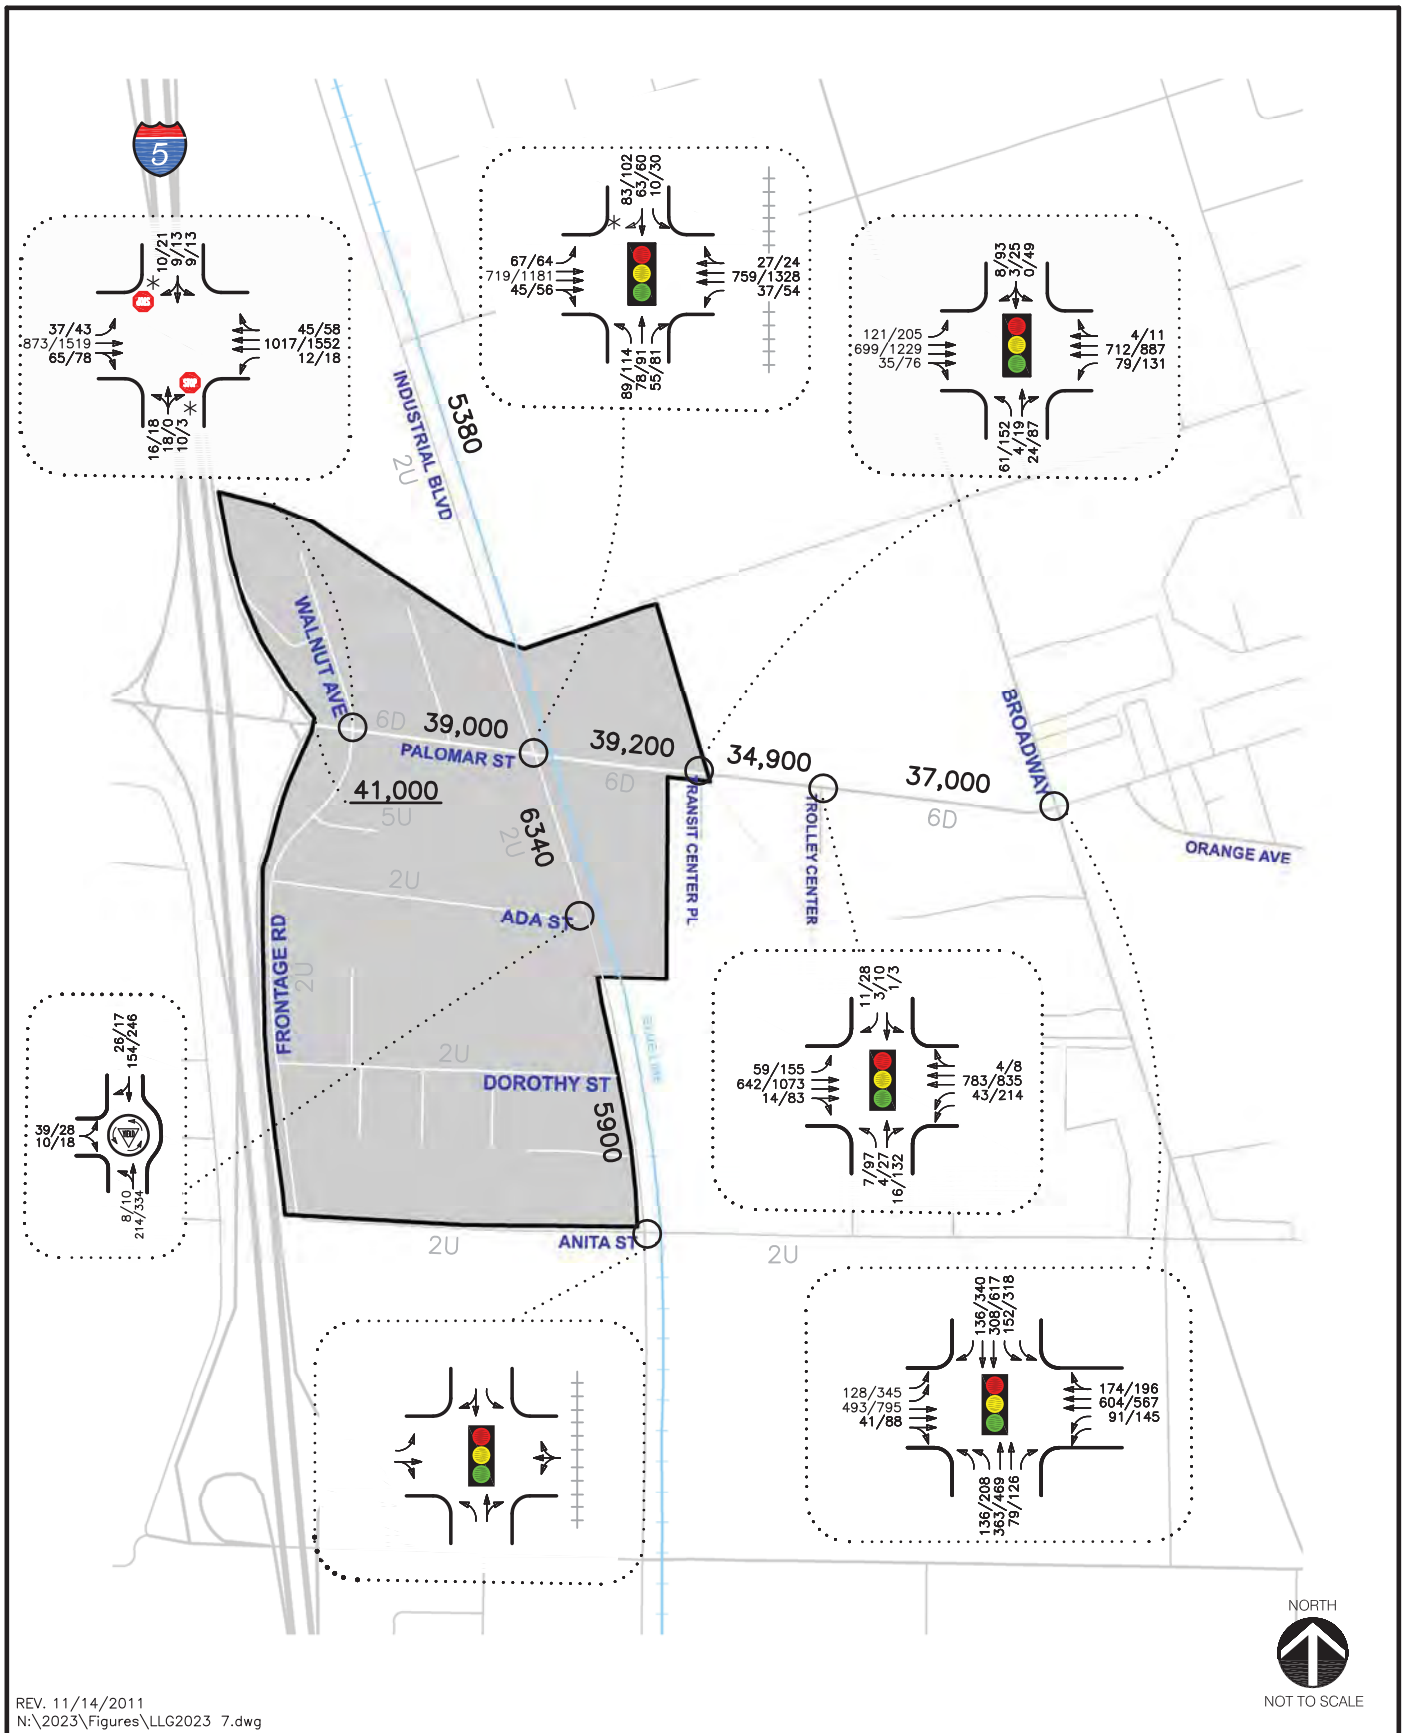 5
83/102
63/60
10/30
67/64
719/1181
45/56
27/24
759/1328
37/54
89/114
78/91
55/81
10/21
9/13
9/13
37/43
873/1519
65/78
45/58
1017/1552
12/18
STOP
16/18
18/0
10/3
8/93
3/25
0/49
121/205
699/1229
35/76
4/11
712/887
79/131
61/152
4/19
24/87
INDUSTRIAL BLVD
5380
2U
WALNUT AVE
6D
39,000
PALOMAR ST
39,200
6D
34,900
37,000
6D
BROADWAY
41,000
5U
6340
2U
TRANSIT CENTER PL
TROLLEY CENTER
ORANGE AVE
2U
ADA ST
FRONTAGE RD
2U
2U
DOROTHY ST
5900
BLUE LINE
2U
ANITA ST
2U
26/17
154/246
39/28
10/18
YIELD
8/10
214/334
11/28
3/10
1/3
59/155
642/1073
14/83
4/8
783/835
43/214
7/97
4/27
16/132
136/340
308/617
152/318
128/345
493/795
41/88
174/196
604/567
91/145
136/208
363/469
79/126
NORTH
NOT TO SCALE
REV. 11/14/2011
N:\2023\Figures\LLG2023 7.dwg